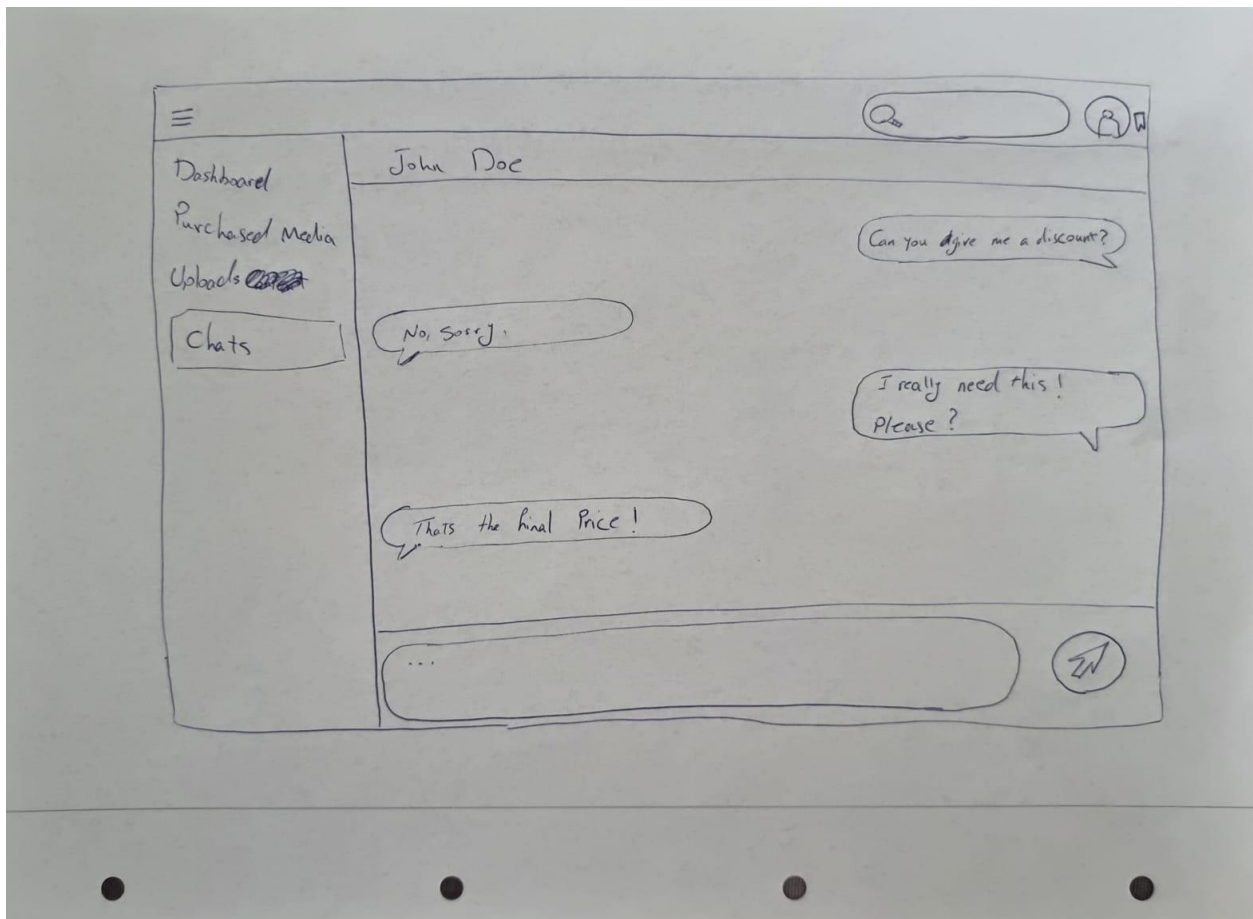 John Doe
Dashboard
Purchased Media
Uploads
Chats
Can you give me a discount?
No, sorry.
I really need this!
Please?
Thats the final Price!
...